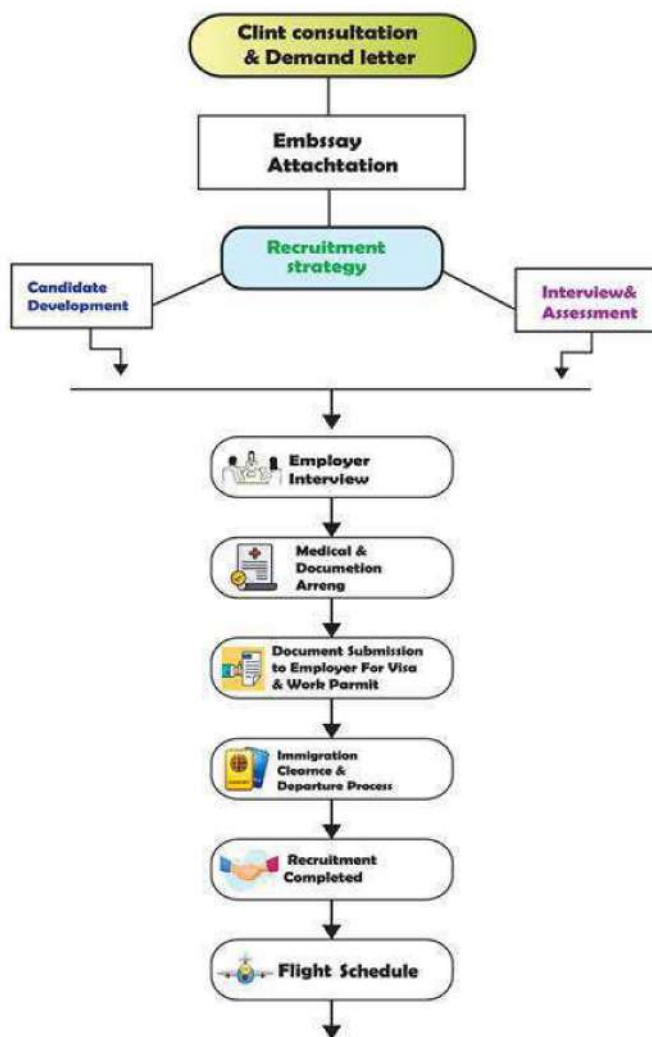 Clint consultation
& Demand letter
Embssay
Attachtation
Recruitment
strategy
Candidate
Development
Interview&
Assessment
Employer
Interview
Medical &
Documetion
Arreng
Document Submission
to Employer For Visa
& Work Parmit
Immigration
Clearnce &
Departure Process
Recruitment
Completed
Flight Schedule